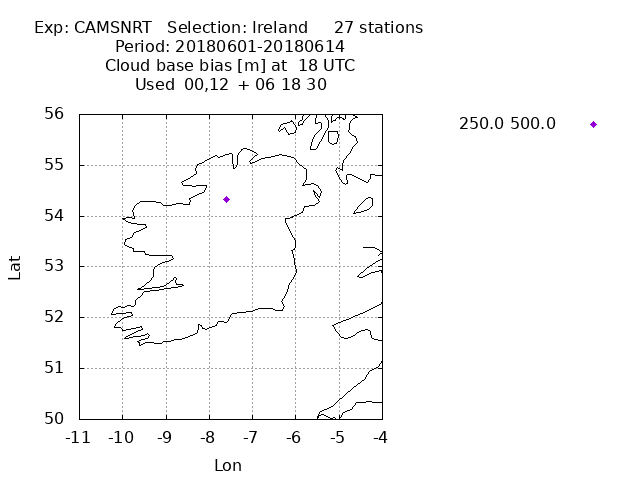 Exp: CAMSNRT Selection: Ireland 27 stations
Period: 20180601-20180614
Cloud base bias [m] at 18 UTC
Used 00,12 + 06 18 30
250.0 500.0
56
55
54
53
52
51
50
Lat
-11 -10 -9 -8 -7 -6 -5 -4
Lon